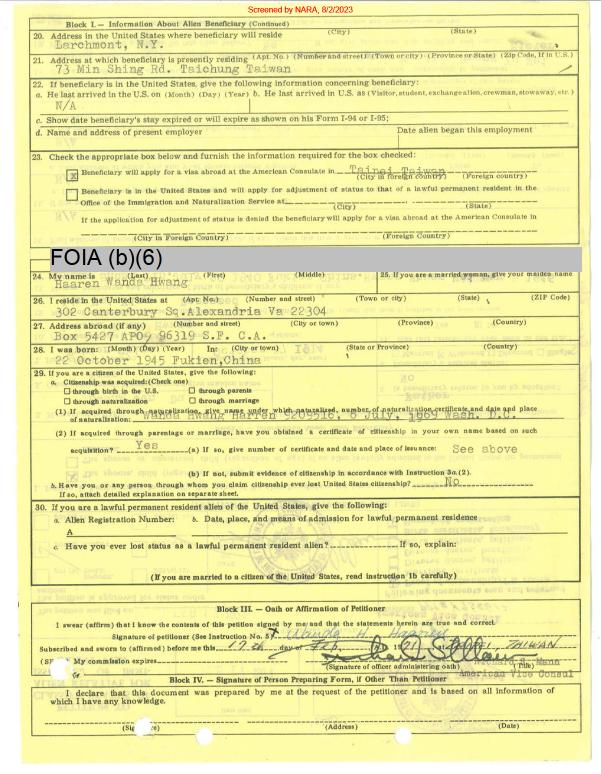 Screened by NARA, 8/2/2023
Block I. — Information About Alien Beneficiary (Continued)
20. Address in the United States where beneficiary will reside (City) (State)
Larchmont, N.Y.
21. Address at which beneficiary is presently residing (Apt. No.) (Number and street) (Town or city) (Province or State) (Zip Code, if in U.S.)
73 Min Shing Rd. Taichung Taiwan
22. If beneficiary is in U.S., give the following information concerning beneficiary:
a. He last arrived in the U.S. on (Month) (Day) (Year) b. He last arrived in U.S. as (Visitor, student, exchange alien, crewman, stowaway, etc.)
N/A
c. Show date beneficiary's stay expired or will expire as shown on his Form I-94 or I-95;
d. Name and address of present employer Date alien began this employment
23. Check the appropriate box below and furnish the information required for the box checked:
x Beneficiary will apply for a visa abroad at the American Consulate in Taipei Taiwan
(City in foreign country) (Foreign country)
Beneficiary is in the United States and will apply for adjustment of status to that of a lawful permanent resident in the
Office of the Immigration and Naturalization Service at
(City) (State)
If the application for adjustment of status is denied the beneficiary will apply for a visa abroad at the American Consulate in
(City in Foreign Country) (Foreign Country)
FOIA (b)(6)
24. My name is (Last) (First) (Middle) 25. If you are a married woman, give your maiden name
Haaren Wanda Hwang
26. I reside in the United States at (Apt. No.) (Number and street) (Town or city) (State) (ZIP Code)
302 Canterbury Sq. Alexandria Va 22304
27. Address abroad (if any) (Number and street) (City or town) (Province) (Country)
Box 5427 APO, 96319 S.F. C.A.
28. I was born: (Month) (Day) (Year) In: (City or town) (State or Province) (Country)
22 October 1945 Fukien, China
29. If you are a citizen of the United States, give the following:
a. Citizenship was acquired: (Check one)
through birth in the U.S. through parents
through naturalization through marriage
(1) If acquired through naturalization, give name under which naturalized, number of naturalization certificate and date and place
of naturalization: Wanda Hwang Harren 9209516, 8 July, 1969 Wash. D.C.
(2) If acquired through parentage or marriage, have you obtained a certificate of citizenship in your own name based on such
acquisition? Yes (a) If so, give number of certificate and date and place of issuance: See above
(b) If not, submit evidence of citizenship in accordance with Instruction 3a.(2).
b. Have you or any person through whom you claim citizenship ever lost United States citizenship? No
If so, attach detailed explanation on separate sheet.
30. If you are a lawful permanent resident alien of the United States, give the following:
a. Alien Registration Number: b. Date, place, and means of admission for lawful permanent residence
A
c. Have you ever lost status as a lawful permanent resident alien? If so, explain:
(If you are married to a citizen of the United States, read instruction 1b carefully)
Block III. — Oath or Affirmation of Petitioner
I swear (affirm) that I know the contents of this petition signed by me and that the statements herein are true and correct
Signature of petitioner (See Instruction No. 5) X Wanda H. Haaren
Subscribed and sworn to (affirmed) before me this 17th day of Feb. 19 at TAIWAN
My commission expires
(Signature of officer administering oath) (Title)
Richard S. Mann
American Vice Consul
Block IV. — Signature of Person Preparing Form, if Other Than Petitioner
I declare that this document was prepared by me at the request of the petitioner and is based on all information of
which I have any knowledge.
(Address) (Date)